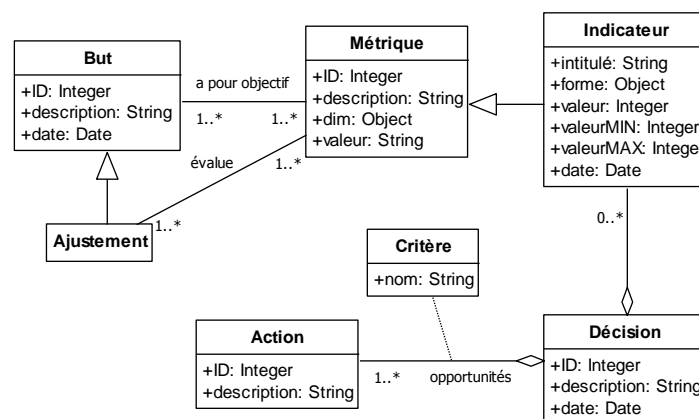 But
+ID: Integer
+description: String
+date: Date
a pour objectif
1..*
1..*
Métrique
+ID: Integer
+description: String
+dim: Object
+valeur: String
Indicateur
+intitulé: String
+forme: Object
+valeur: Integer
+valeurMIN: Integer
+valeurMAX: Integer
+date: Date
évalue
1..*
1..*
Ajustement
0..*
Critère
+nom: String
Action
+ID: Integer
+description: String
1..*
opportunités
Décision
+ID: Integer
+description: String
+date: Date